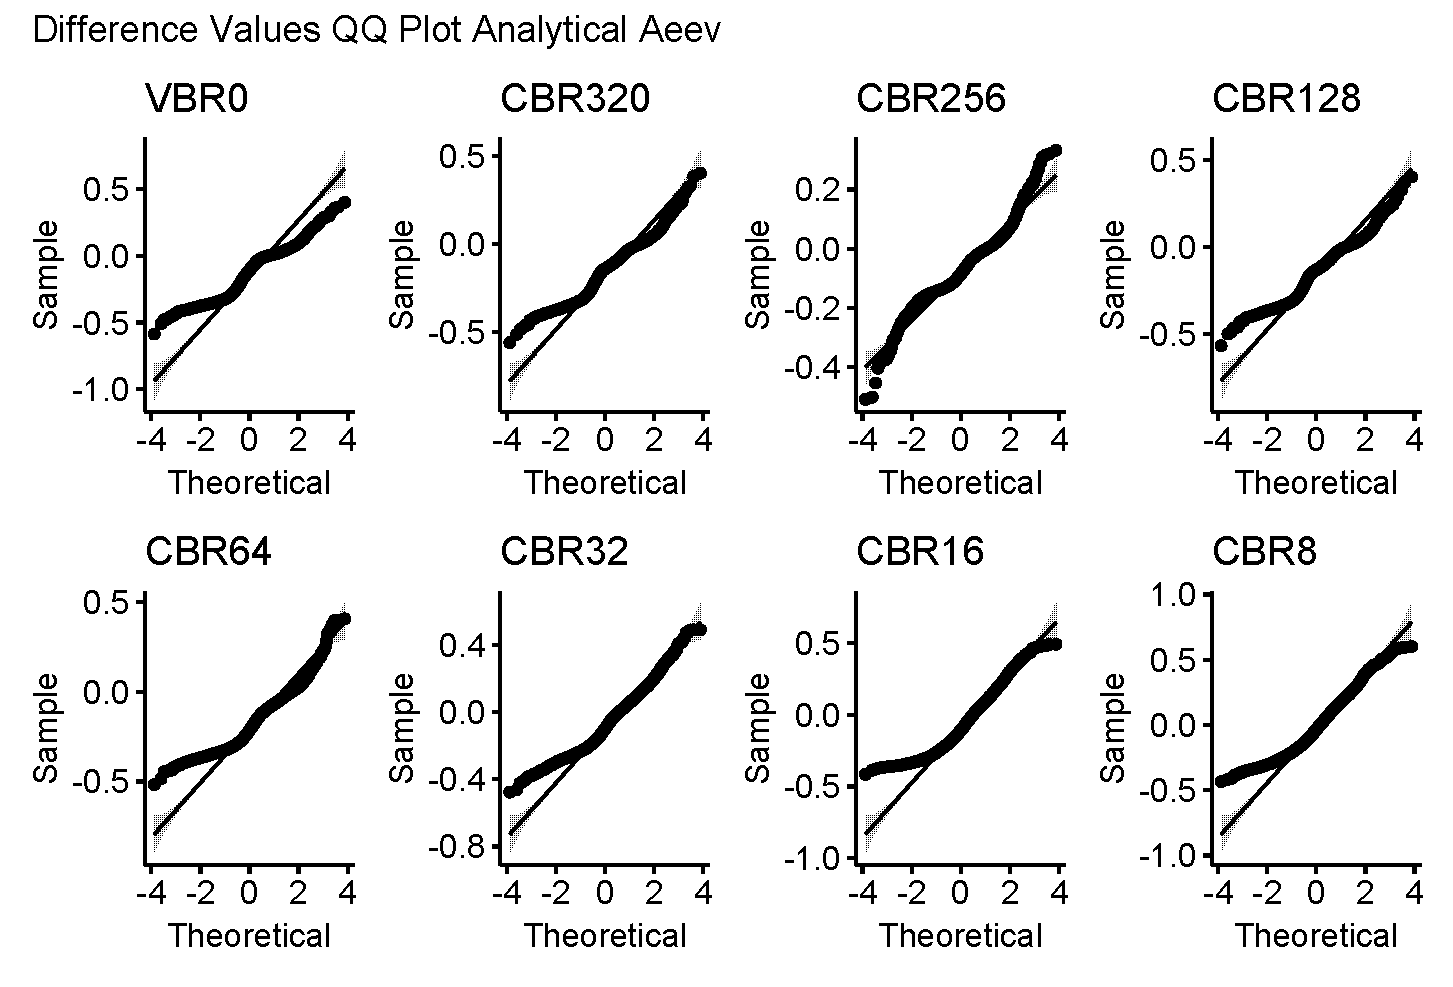 Difference Values QQ Plot Analytical Aeev
VBR0
CBR320
CBR256
CBR128
Sample
0.5
0.0
-0.5
-1.0
-4 -2 0 2 4
Theoretical
Sample
0.5
0.0
-0.5
-4 -2 0 2 4
Theoretical
Sample
0.2
0.0
-0.2
-0.4
-4 -2 0 2 4
Theoretical
Sample
0.5
0.0
-0.5
-4 -2 0 2 4
Theoretical
CBR64
CBR32
CBR16
CBR8
Sample
0.5
0.0
-0.5
-4 -2 0 2 4
Theoretical
Sample
0.4
0.0
-0.4
-0.8
-4 -2 0 2 4
Theoretical
Sample
0.5
0.0
-0.5
-1.0
-4 -2 0 2 4
Theoretical
Sample
1.0
0.5
0.0
-0.5
-1.0
-4 -2 0 2 4
Theoretical